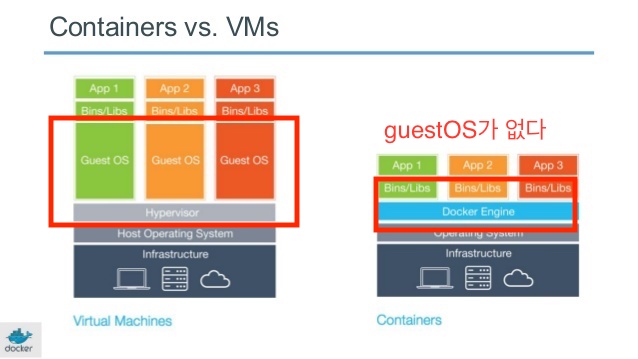 Containers vs. VMs
App 1 App 2 App 3
Bins/Libs Bins/Libs Bins/Libs
Guest OS Guest OS Guest OS
Hypervisor
Host Operating System
Infrastructure
Virtual Machines
guestOS가 없다
App 1 App 2 App 3
Bins/Libs Bins/Libs Bins/Libs
Docker Engine
Operating System
Infrastructure
Containers
docker